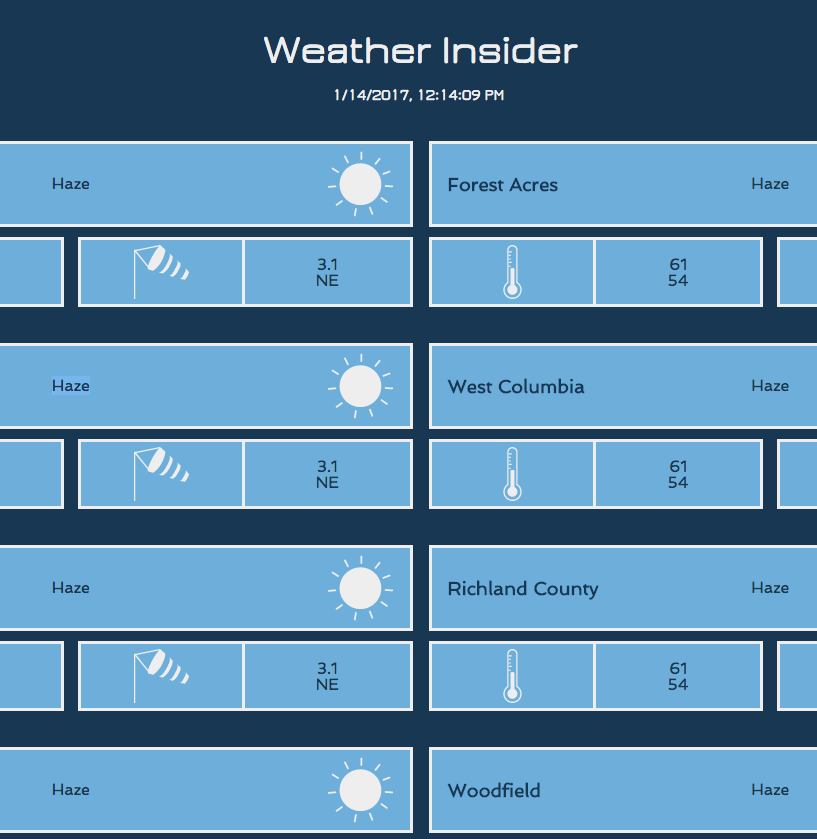 Weather Insider
1/14/2017, 12:14:09 PM
Haze
Forest Acres
Haze
3.1
NE
61
54
Haze
West Columbia
Haze
3.1
NE
61
54
Haze
Richland County
Haze
3.1
NE
61
54
Haze
Woodfield
Haze